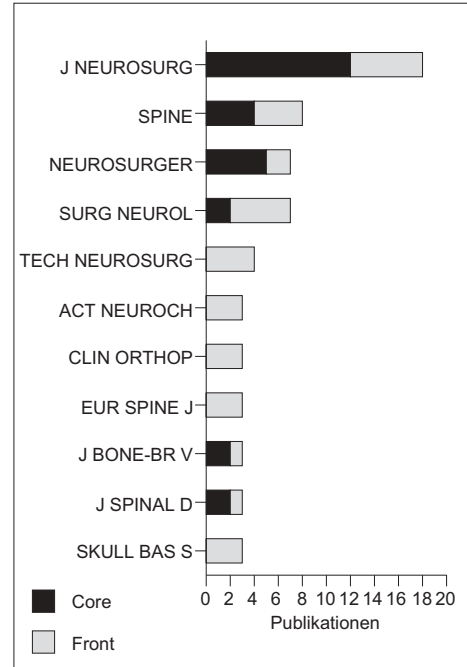 J NEUROSURG
SPINE
NEUROSURGER
SURG NEUROL
TECH NEUROSURG
ACT NEUROCH
CLIN ORTHOP
EUR SPINE J
J BONE-BR V
J SPINAL D
SKULL BAS S
0 2 4 6 8 10 12 14 16 18 20
Publikationen
Core
Front